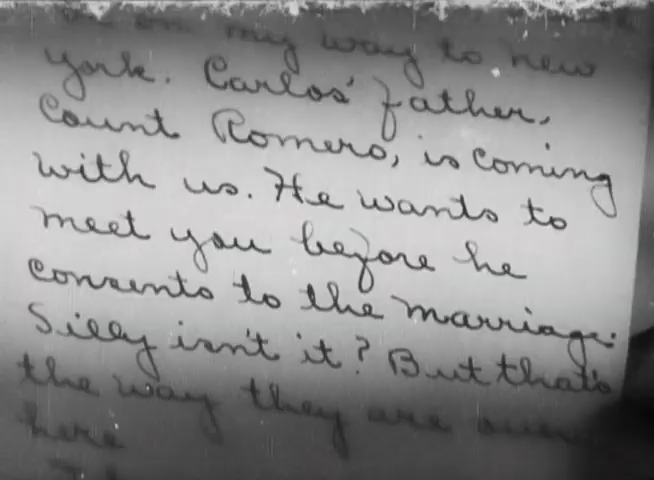 on my way to new
york. Carlos' father,
Count Romero, is coming
with us. He wants to
meet you before he
consents to the marriage.
Silly isn't it? But that's
the way they are over
here